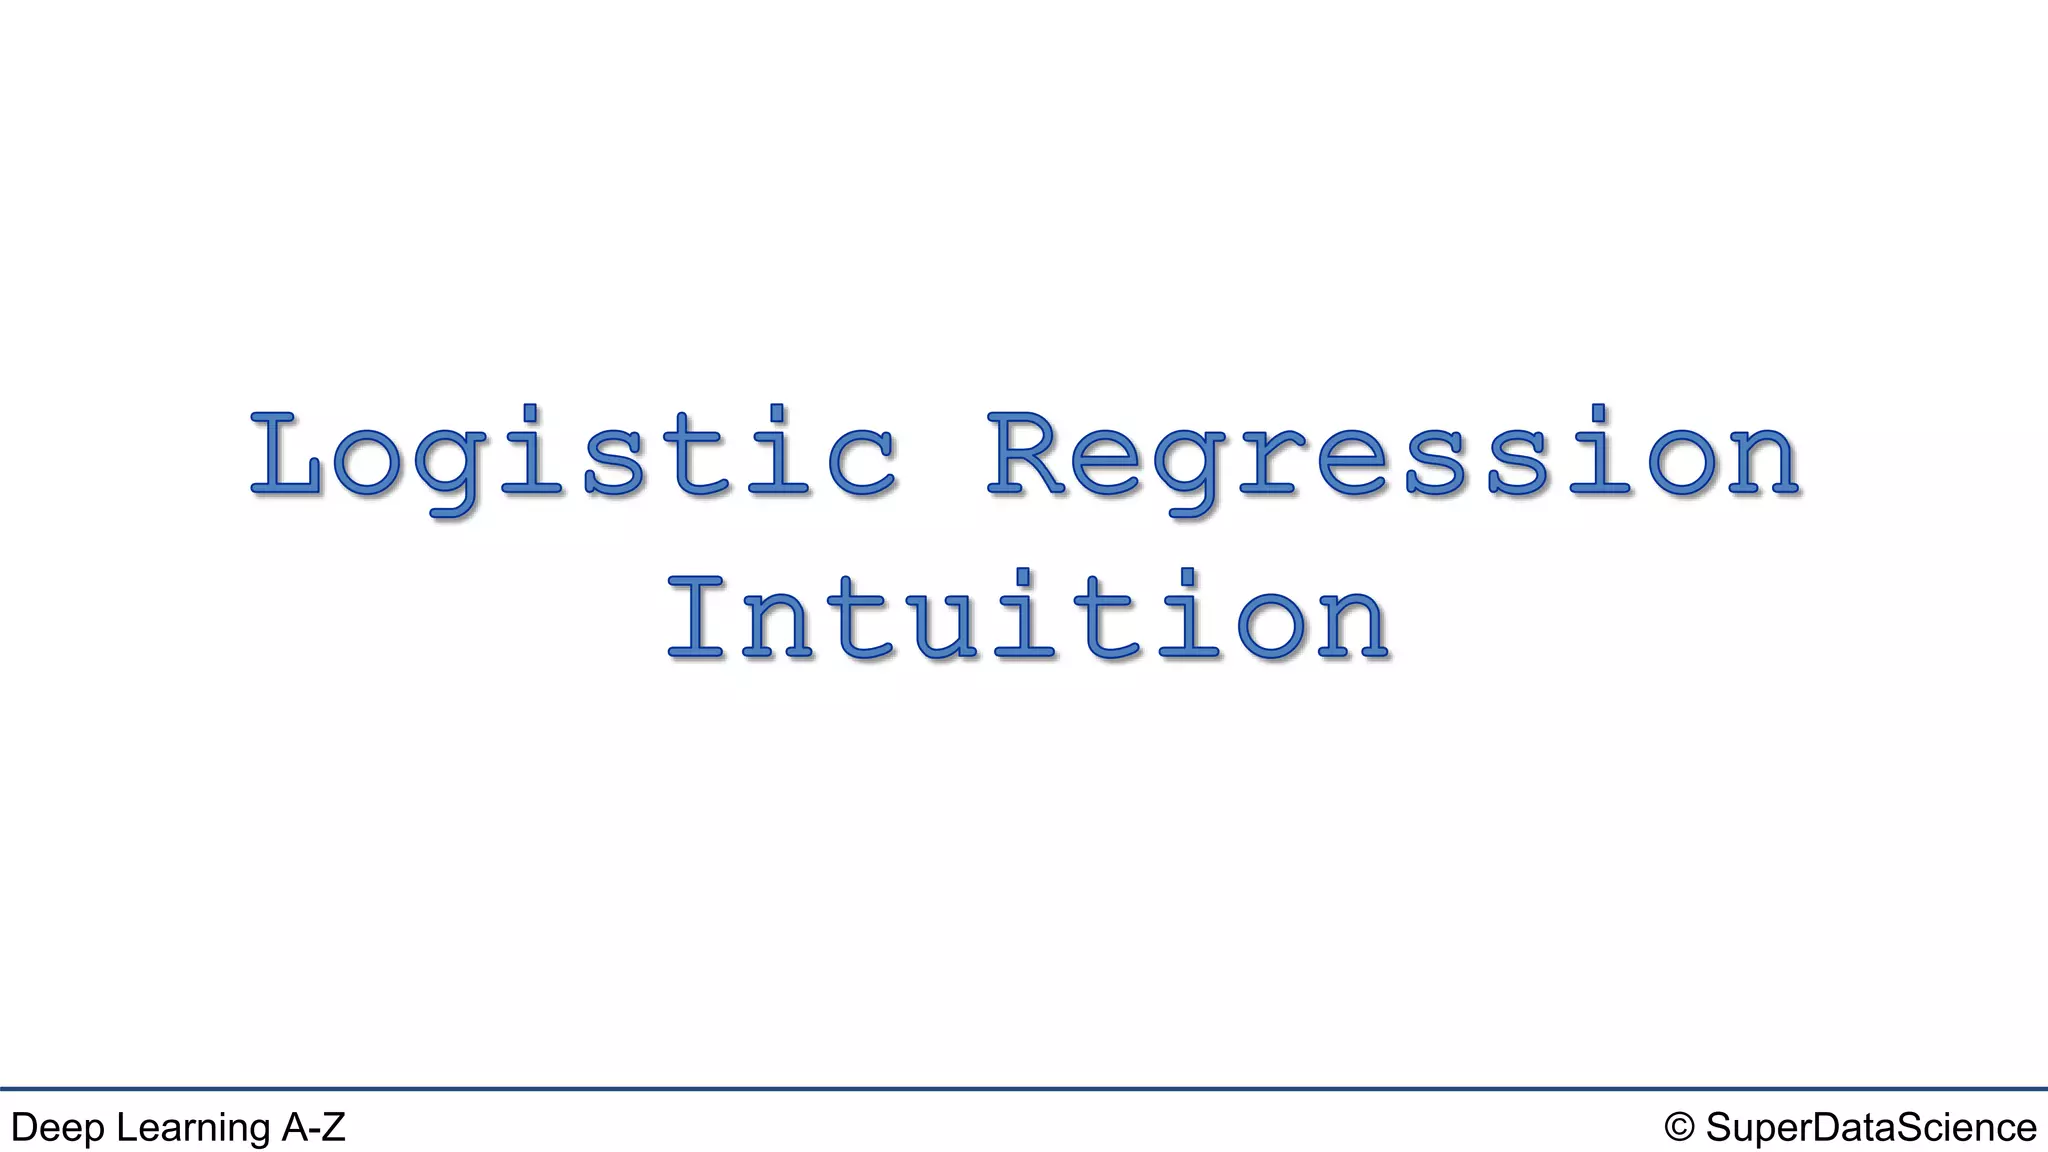 Logistic Regression
Intuition
Deep Learning A-Z
© SuperDataScience